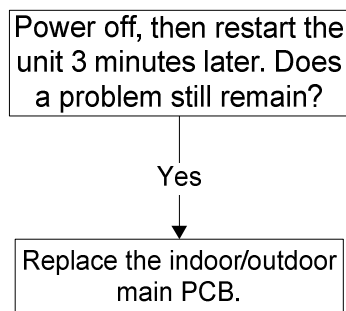 Power off, then restart the
unit 3 minutes later. Does
a problem still remain?
Yes
Replace the indoor/outdoor
main PCB.